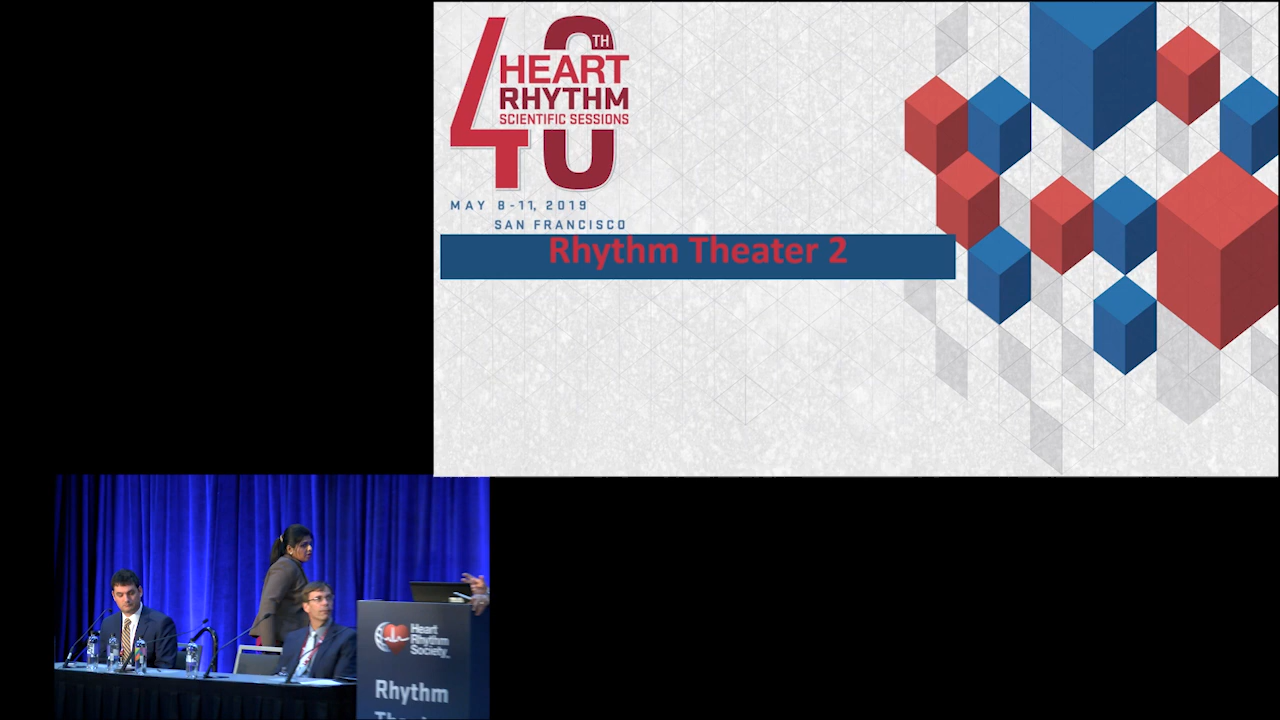 40TH
HEART
RHYTHM
SCIENTIFIC SESSIONS
MAY 8-11, 2019
SAN FRANCISCO
Rhythm Theater 2
Heart
Rhythm
Society
Rhythm